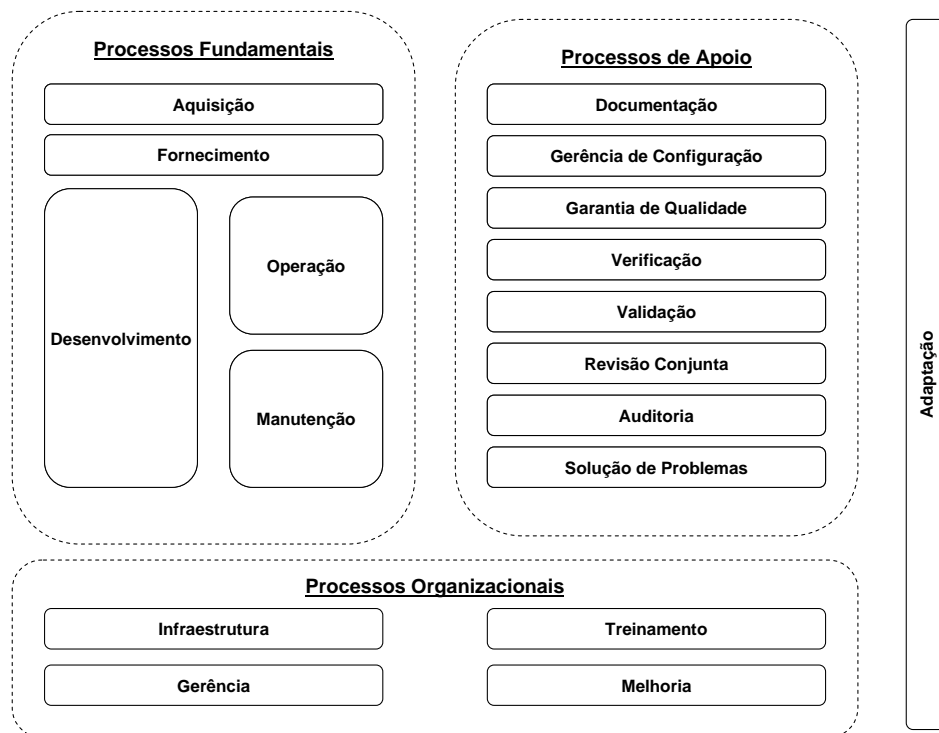 Processos Fundamentais
Aquisição
Fornecimento
Desenvolvimento
Operação
Manutenção
Processos de Apoio
Documentação
Gerência de Configuração
Garantia de Qualidade
Verificação
Validação
Revisão Conjunta
Auditoria
Solução de Problemas
Processos Organizacionais
Infraestrutura
Treinamento
Gerência
Melhoria
Adaptação